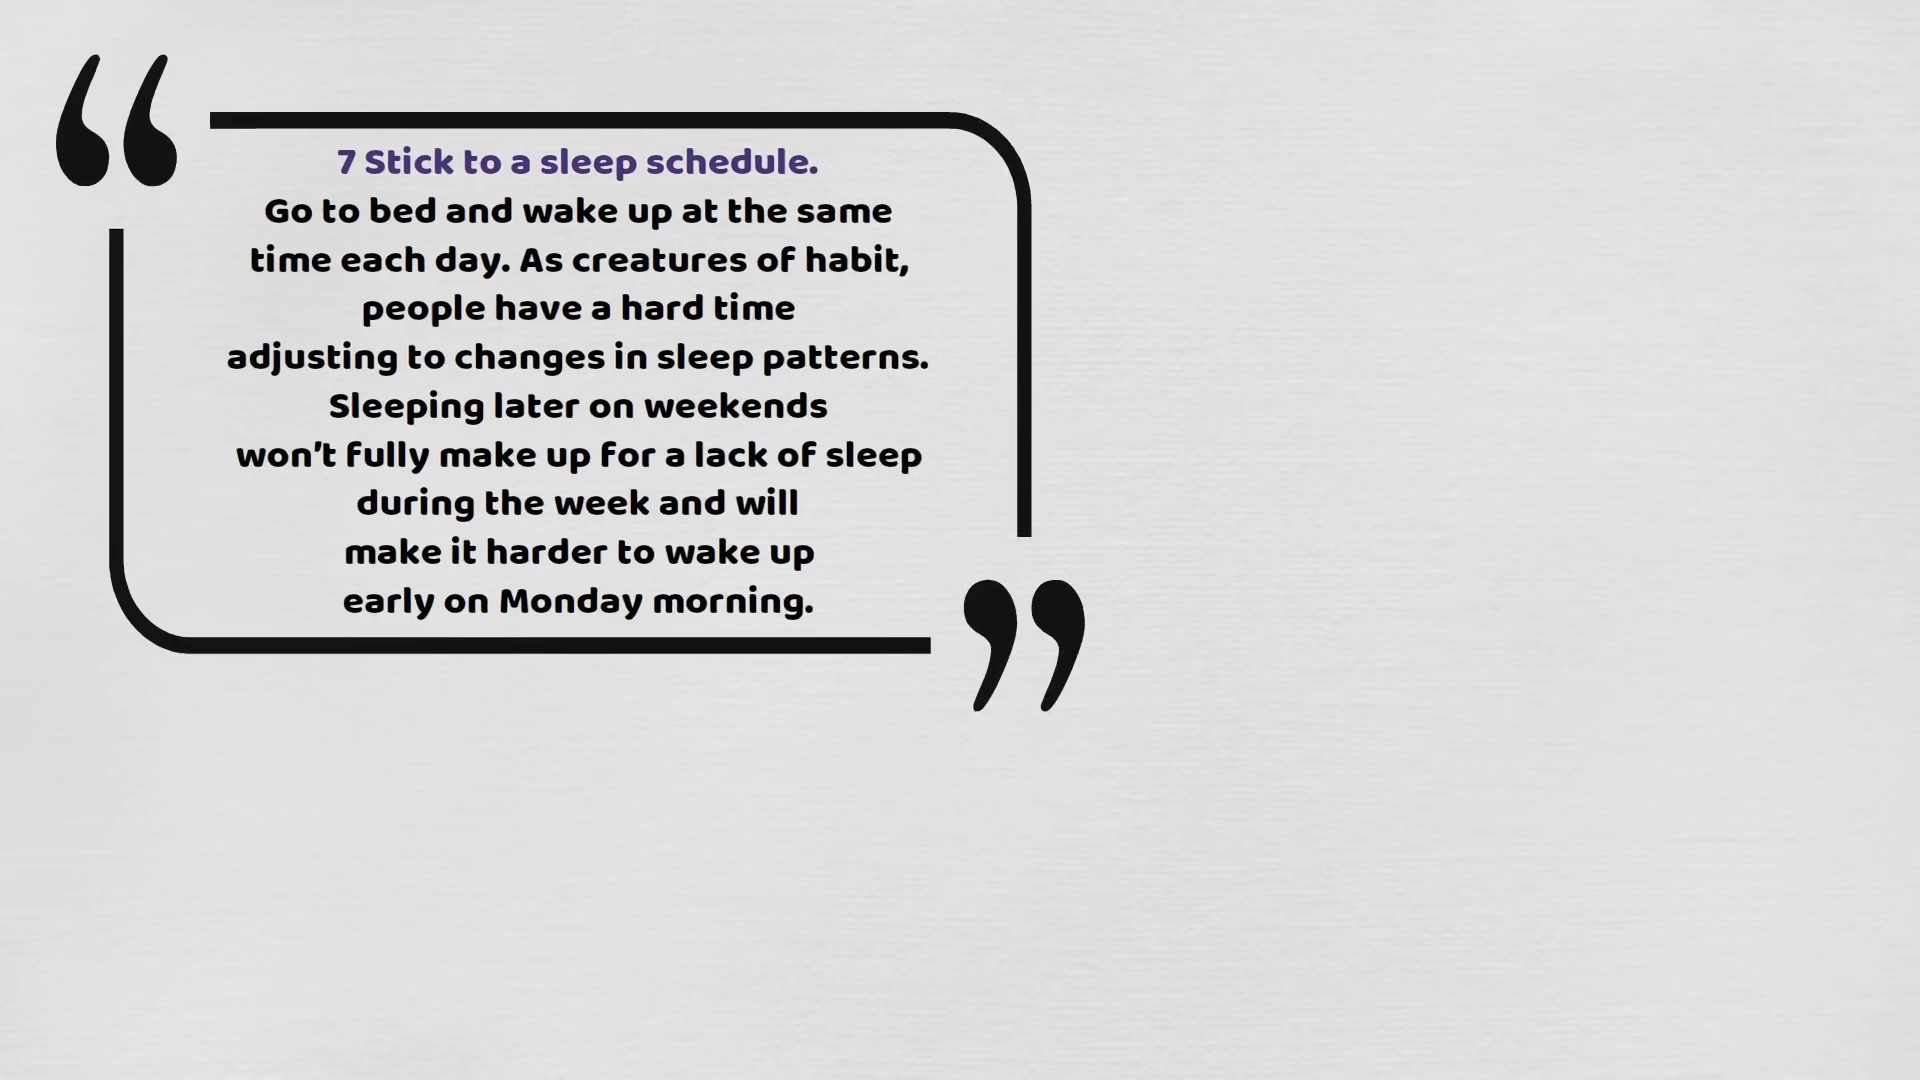 7 Stick to a sleep schedule.
Go to bed and wake up at the same
time each day. As creatures of habit,
people have a hard time
adjusting to changes in sleep patterns.
Sleeping later on weekends
won’t fully make up for a lack of sleep
during the week and will
make it harder to wake up
early on Monday morning.